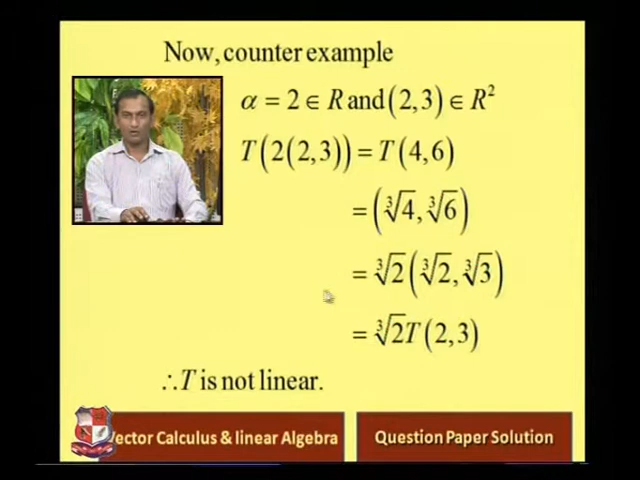 Now, counter example
α = 2 ∈ R and (2,3) ∈ R²
T(2(2,3)) = T(4,6)
= (∛4, ∛6)
= ∛2(∛2, ∛3)
= ∛2T(2,3)
∴ T is not linear.
ector Calculus & linear Algebra
Question Paper Solution